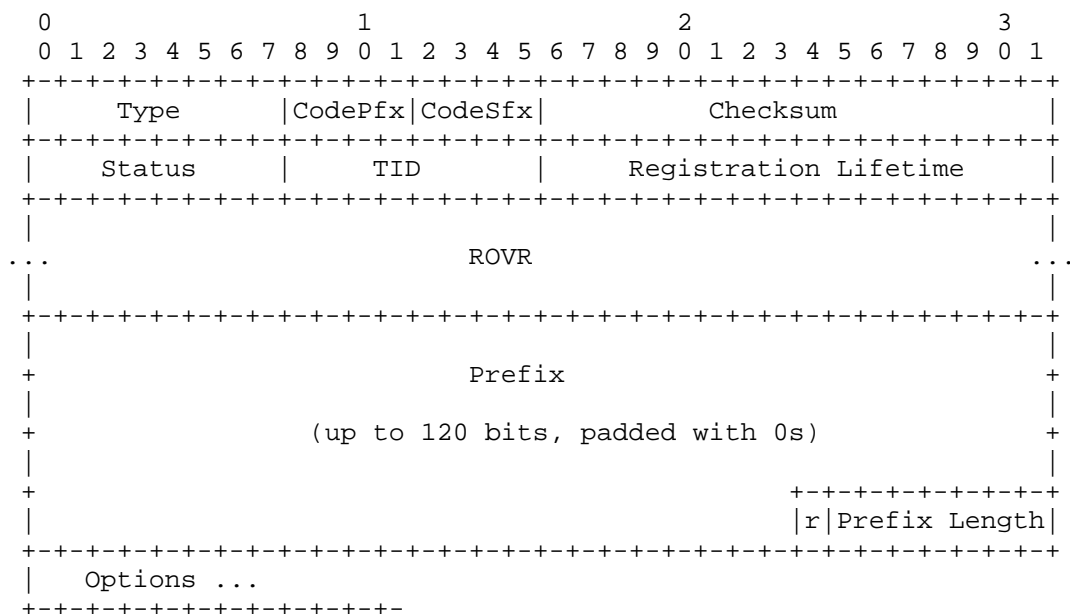 0                   1                   2                   3
 0 1 2 3 4 5 6 7 8 9 0 1 2 3 4 5 6 7 8 9 0 1 2 3 4 5 6 7 8 9 0 1
+-+-+-+-+-+-+-+-+-+-+-+-+-+-+-+-+-+-+-+-+-+-+-+-+-+-+-+-+-+-+-+-+
|     Type      |CodePfx|CodeSfx|          Checksum             |
+-+-+-+-+-+-+-+-+-+-+-+-+-+-+-+-+-+-+-+-+-+-+-+-+-+-+-+-+-+-+-+-+
|    Status     |     TID       |     Registration Lifetime     |
+-+-+-+-+-+-+-+-+-+-+-+-+-+-+-+-+-+-+-+-+-+-+-+-+-+-+-+-+-+-+-+-+
|                                                               |
...                         ROVR                               ...
|                                                               |
+-+-+-+-+-+-+-+-+-+-+-+-+-+-+-+-+-+-+-+-+-+-+-+-+-+-+-+-+-+-+-+-+
|                                                               |
+                           Prefix                              +
|                                                               |
+                 (up to 120 bits, padded with 0s)              +
|                                                               |
+                                               +-+-+-+-+-+-+-+-+
|                                               |r|Prefix Length|
+-+-+-+-+-+-+-+-+-+-+-+-+-+-+-+-+-+-+-+-+-+-+-+-+-+-+-+-+-+-+-+-+
|   Options ...
+-+-+-+-+-+-+-+-+-+-+-+-